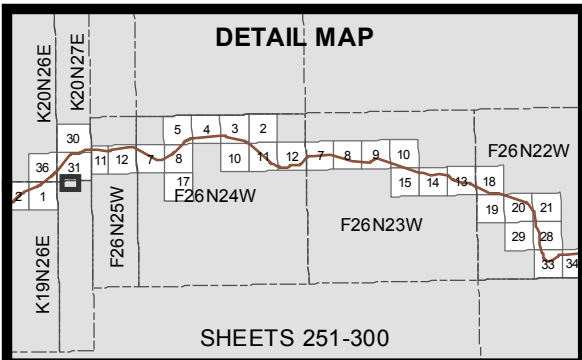 DETAIL MAP
K20N26E
K20N27E
5 4 3 2
30
36 31 11 12 7 8 10 11 12 7 8 9 10
F26N22W
2 1
17
F26N24W
15 14 13 18
F26N25W
F26N23W
19 20 21
K19N26E
29 28
33 34
SHEETS 251-300